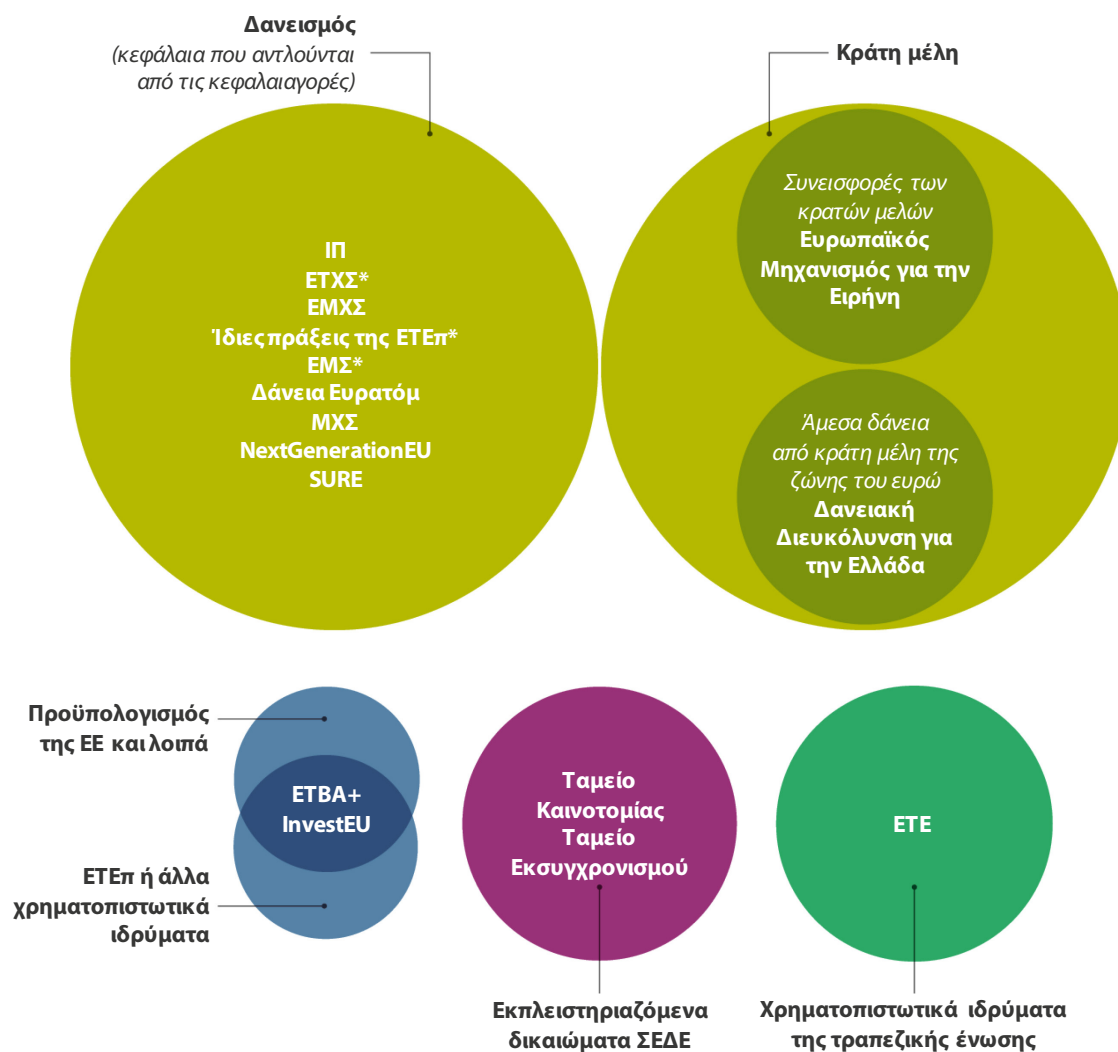 Δανεισμός
(κεφάλαια που αντλούνται
από τις κεφαλαιαγορές)
Κράτη μέλη
ΙΠ
ΕΤΧΣ*
ΕΜΧΣ
Ίδιες πράξεις της ΕΤΕπ*
ΕΜΣ*
Δάνεια Ευρατόμ
ΜΧΣ
NextGenerationEU
SURE
Συνεισφορές των
κρατών μελών
Ευρωπαϊκός
Μηχανισμός για την
Ειρήνη
Άμεσα δάνεια
από κράτη μέλη της
ζώνης του ευρώ
Δανειακή
Διευκόλυνση για
την Ελλάδα
Προϋπολογισμός
της ΕΕ και λοιπά
ΕΤΒΑ+
InvestEU
ΕΤΕπ ή άλλα
χρηματοπιστωτικά
ιδρύματα
Ταμείο
Καινοτομίας
Ταμείο
Εκσυγχρονισμού
Εκπλειστηριαζόμενα
δικαιώματα ΣΕΔΕ
ΕΤΕ
Χρηματοπιστωτικά ιδρύματα
της τραπεζικής ένωσης